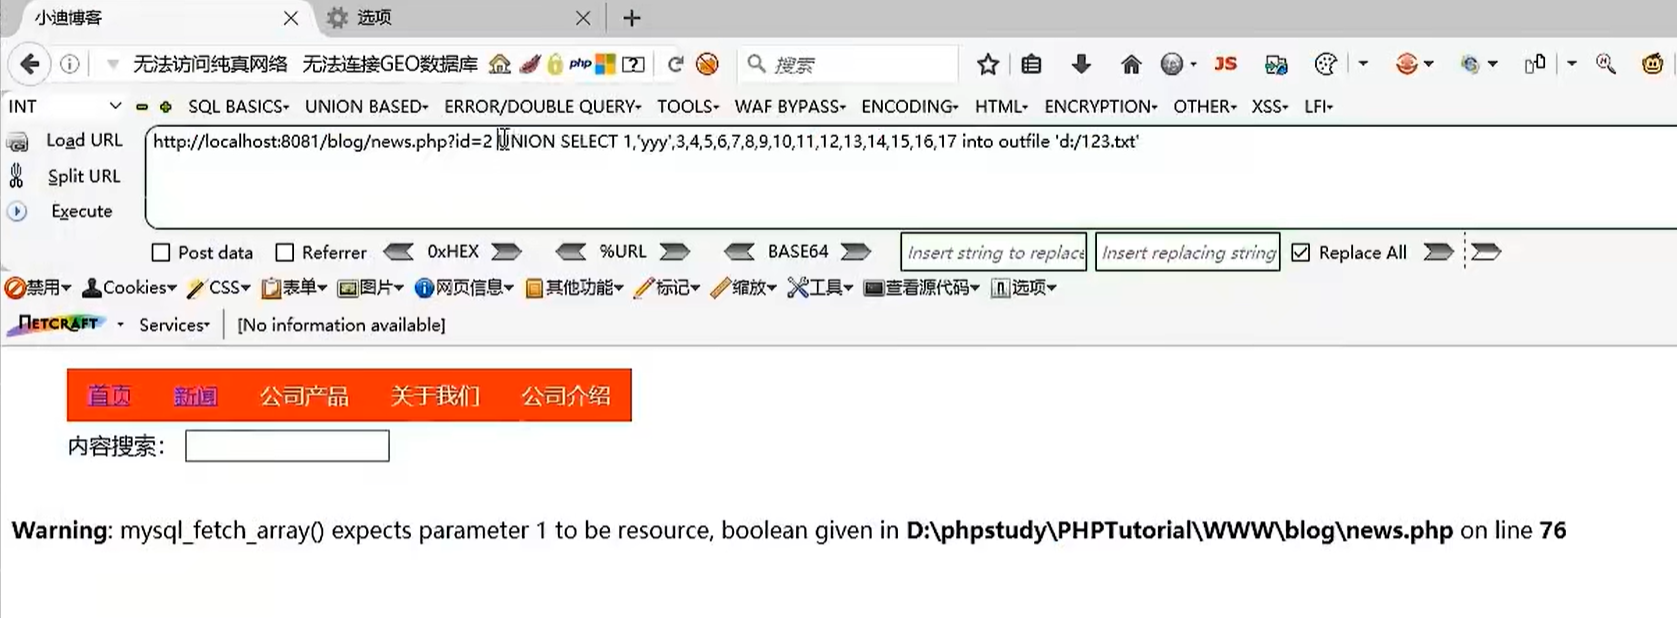 小迪博客 选项
无法访问纯真网络 无法连接GEO数据库 php 搜索 JS
INT SQL BASICS UNION BASED ERROR/DOUBLE QUERY TOOLS WAF BYPASS ENCODING HTML ENCRYPTION OTHER XSS LFI
Load URL http://localhost:8081/blog/news.php?id=2 UNION SELECT 1,'yyy',3,4,5,6,7,8,9,10,11,12,13,14,15,16,17 into outfile 'd:/123.txt'
Split URL
Execute
Post data Referrer 0xHEX %URL BASE64 Insert string to replace Insert replacing string Replace All
禁用 Cookies CSS 表单 图片 网页信息 其他功能 标记 缩放 工具 查看源代码 选项
NETCRAFT Services [No information available]
首页 新闻 公司产品 关于我们 公司介绍
内容搜索：
Warning: mysql_fetch_array() expects parameter 1 to be resource, boolean given in D:\phpstudy\PHPTutorial\WWW\blog\news.php on line 76